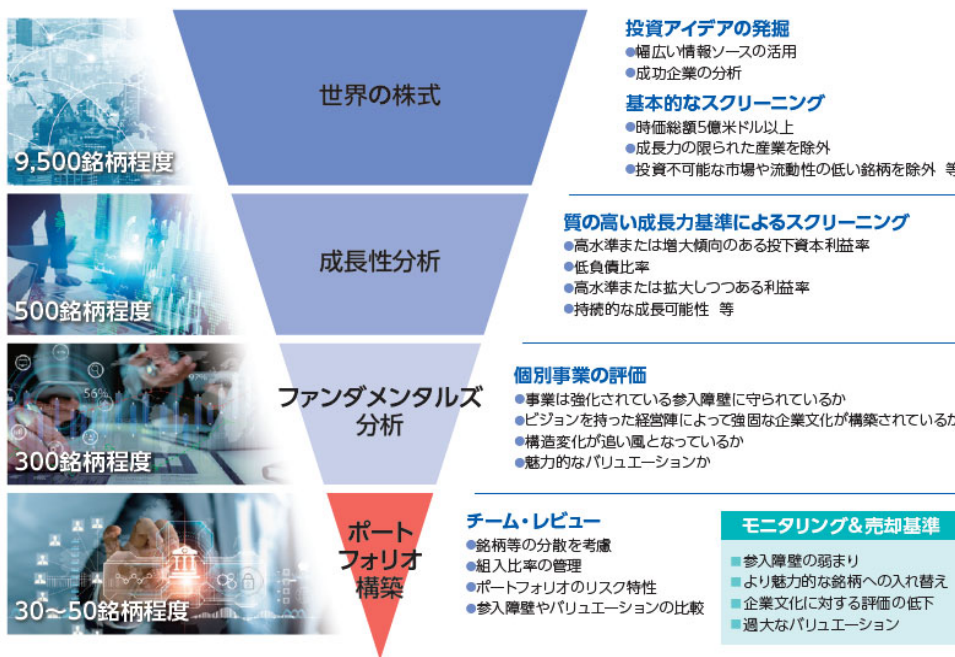 世界の株式
9,500銘柄程度
投資アイデアの発掘
●幅広い情報ソースの活用
●成功企業の分析
基本的なスクリーニング
●時価総額5億米ドル以上
●成長力の限られた産業を除外
●投資不可能な市場や流動性の低い銘柄を除外 等
成長性分析
500銘柄程度
質の高い成長力基準によるスクリーニング
●高水準または増大傾向のある投下資本利益率
●低負債比率
●高水準または拡大しつつある利益率
●持続的な成長可能性 等
ファンダメンタルズ
分析
56%
300銘柄程度
個別事業の評価
●事業は強化されている参入障壁に守られているか
●ビジョンを持った経営陣によって強固な企業文化が構築されているか
●構造変化が追い風となっているか
●魅力的なバリュエーションか
ポート
フォリオ
構築
30～50銘柄程度
チーム・レビュー
●銘柄等の分散を考慮
●組入比率の管理
●ポートフォリオのリスク特性
●参入障壁やバリュエーションの比較
モニタリング&売却基準
■参入障壁の弱まり
■より魅力的な銘柄への入れ替え
■企業文化に対する評価の低下
■過大なバリュエーション